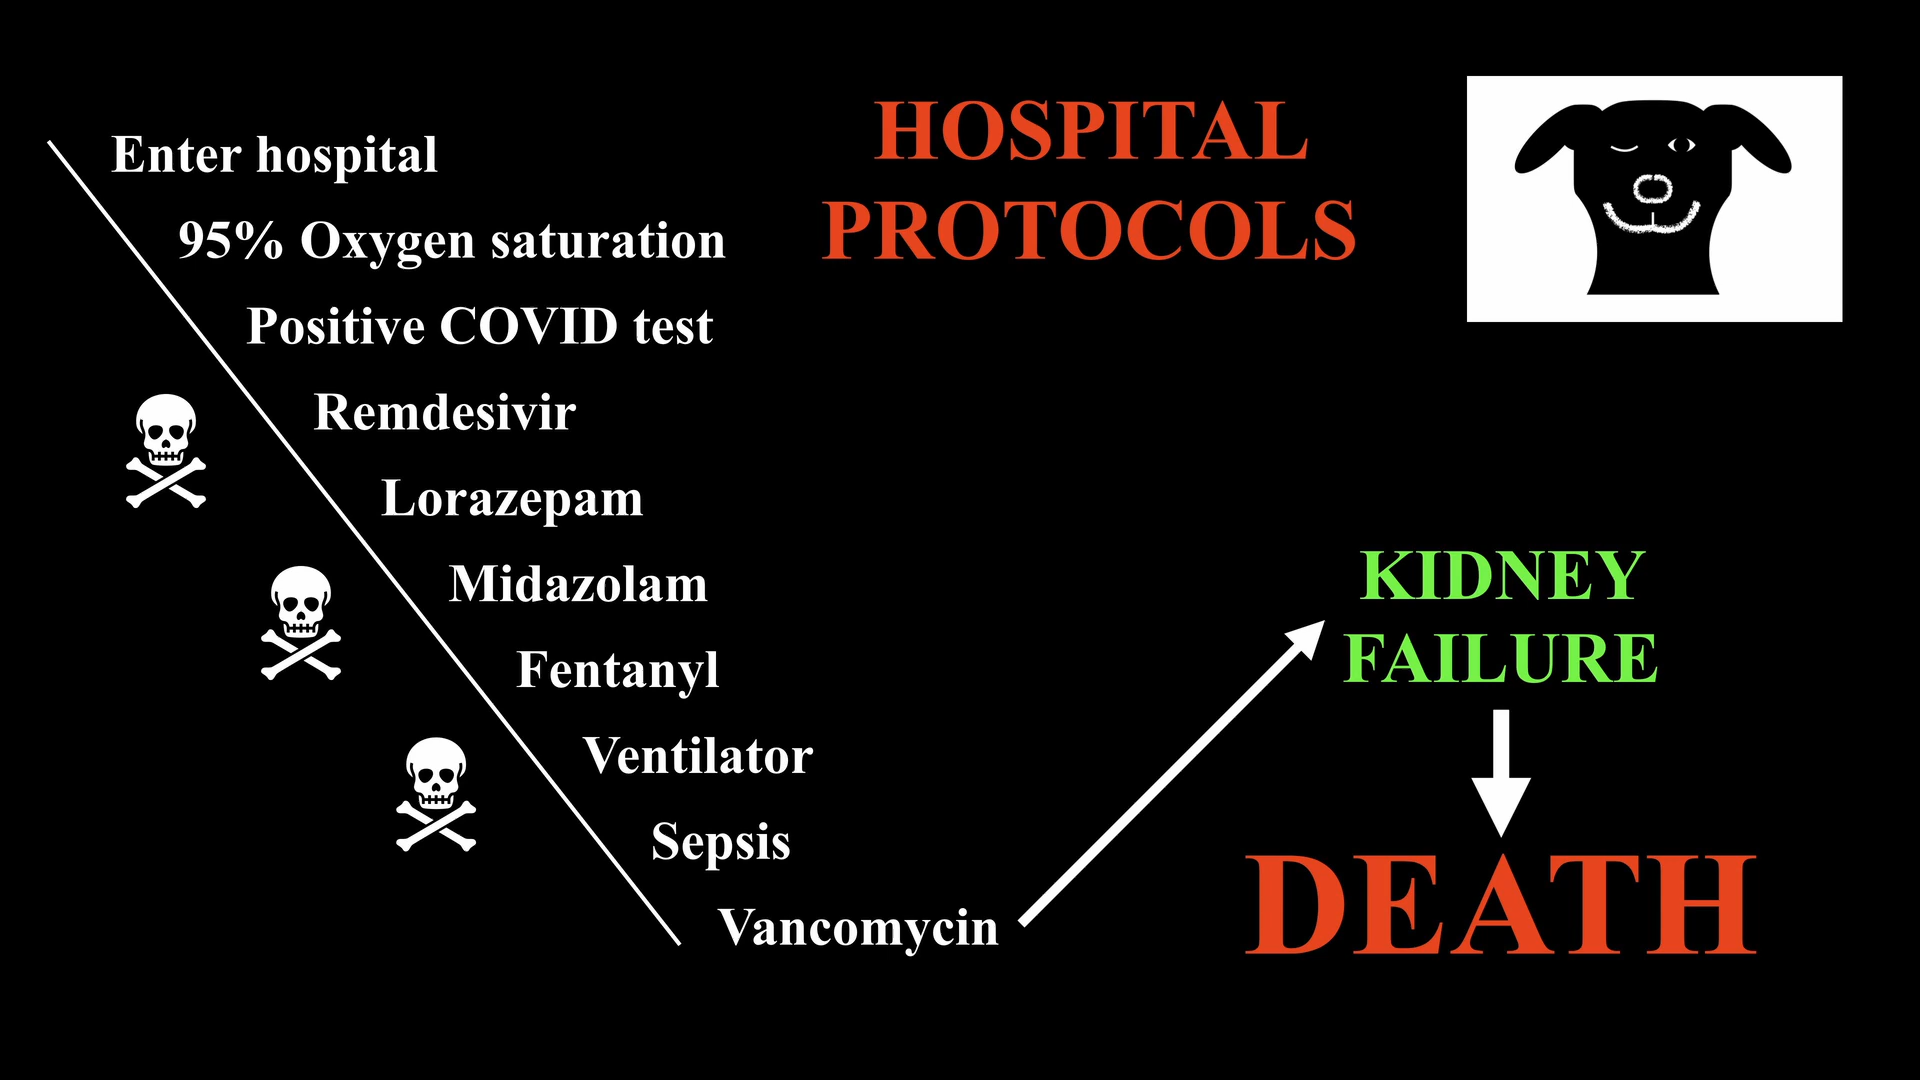 HOSPITAL
PROTOCOLS
Enter hospital
95% Oxygen saturation
Positive COVID test
Remdesivir
Lorazepam
Midazolam
Fentanyl
Ventilator
Sepsis
Vancomycin
KIDNEY
FAILURE
DEATH